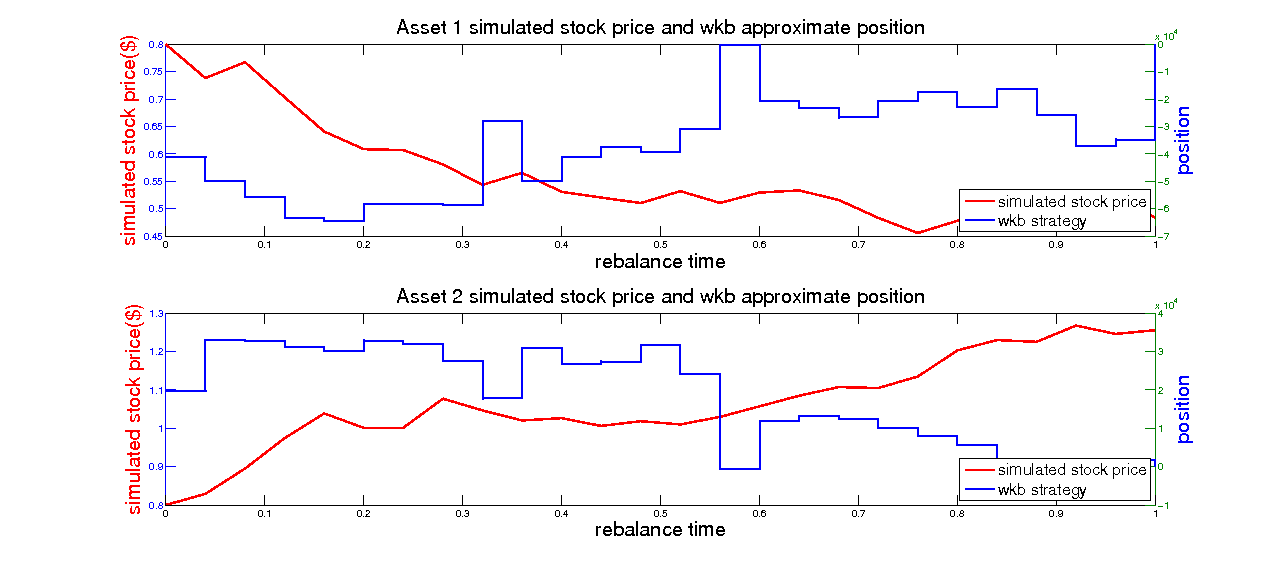 Asset 1 simulated stock price and wkb approximate position
x 10^4
simulated stock price($)
0.8
0.75
0.7
0.65
0.6
0.55
0.5
0.45
0
-1
-2
-3
-4
-5
-6
-7
position
simulated stock price
wkb strategy
0 0.1 0.2 0.3 0.4 0.5 0.6 0.7 0.8 1
rebalance time
Asset 2 simulated stock price and wkb approximate position
x 10^4
simulated stock price($)
1.3
1.2
1.1
1
0.9
0.8
4
3
2
1
0
-1
position
simulated stock price
wkb strategy
0 0.1 0.2 0.3 0.4 0.5 0.6 0.7 0.8 0.9 1
rebalance time